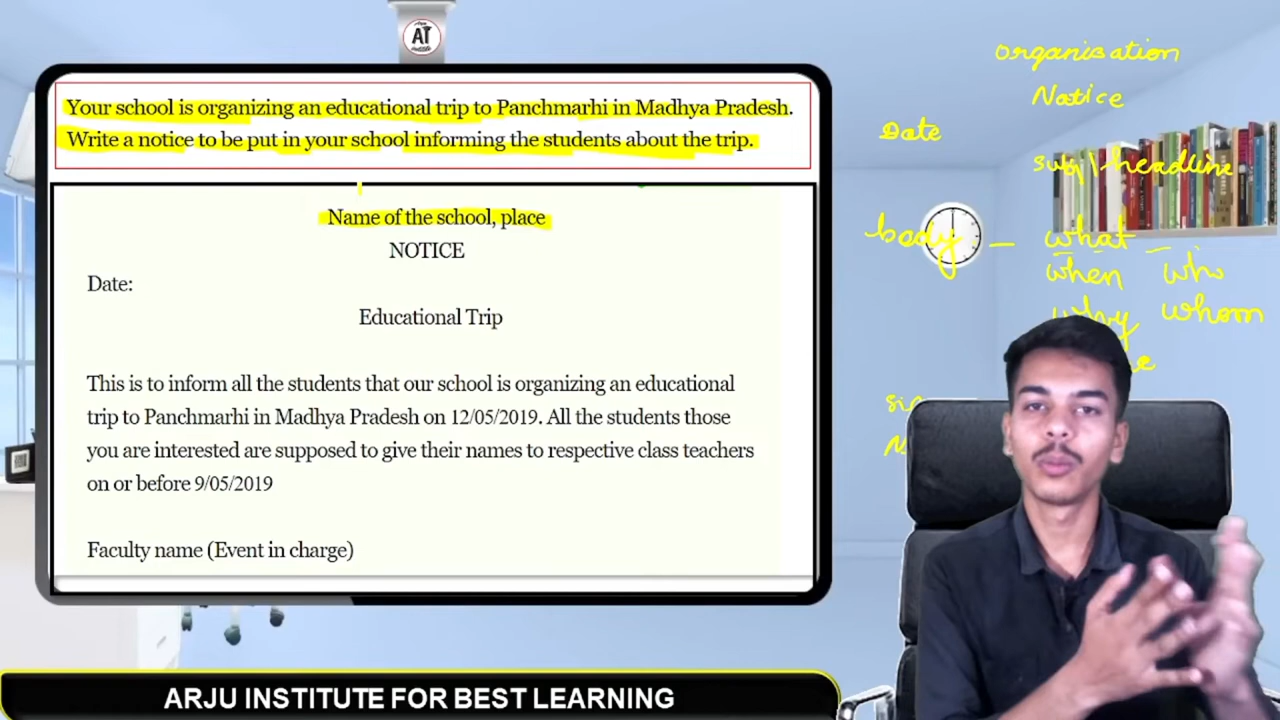 AT
Your school is organizing an educational trip to Panchmarhi in Madhya Pradesh.
Write a notice to be put in your school informing the students about the trip.
Name of the school, place
NOTICE
Date:
Educational Trip
This is to inform all the students that our school is organizing an educational
trip to Panchmarhi in Madhya Pradesh on 12/05/2019. All the students those
you are interested are supposed to give their names to respective class teachers
on or before 9/05/2019
Faculty name (Event in charge)
organisation
Notice
Date
subj/headline
body - what -
when who
why whom
ARJU INSTITUTE FOR BEST LEARNING